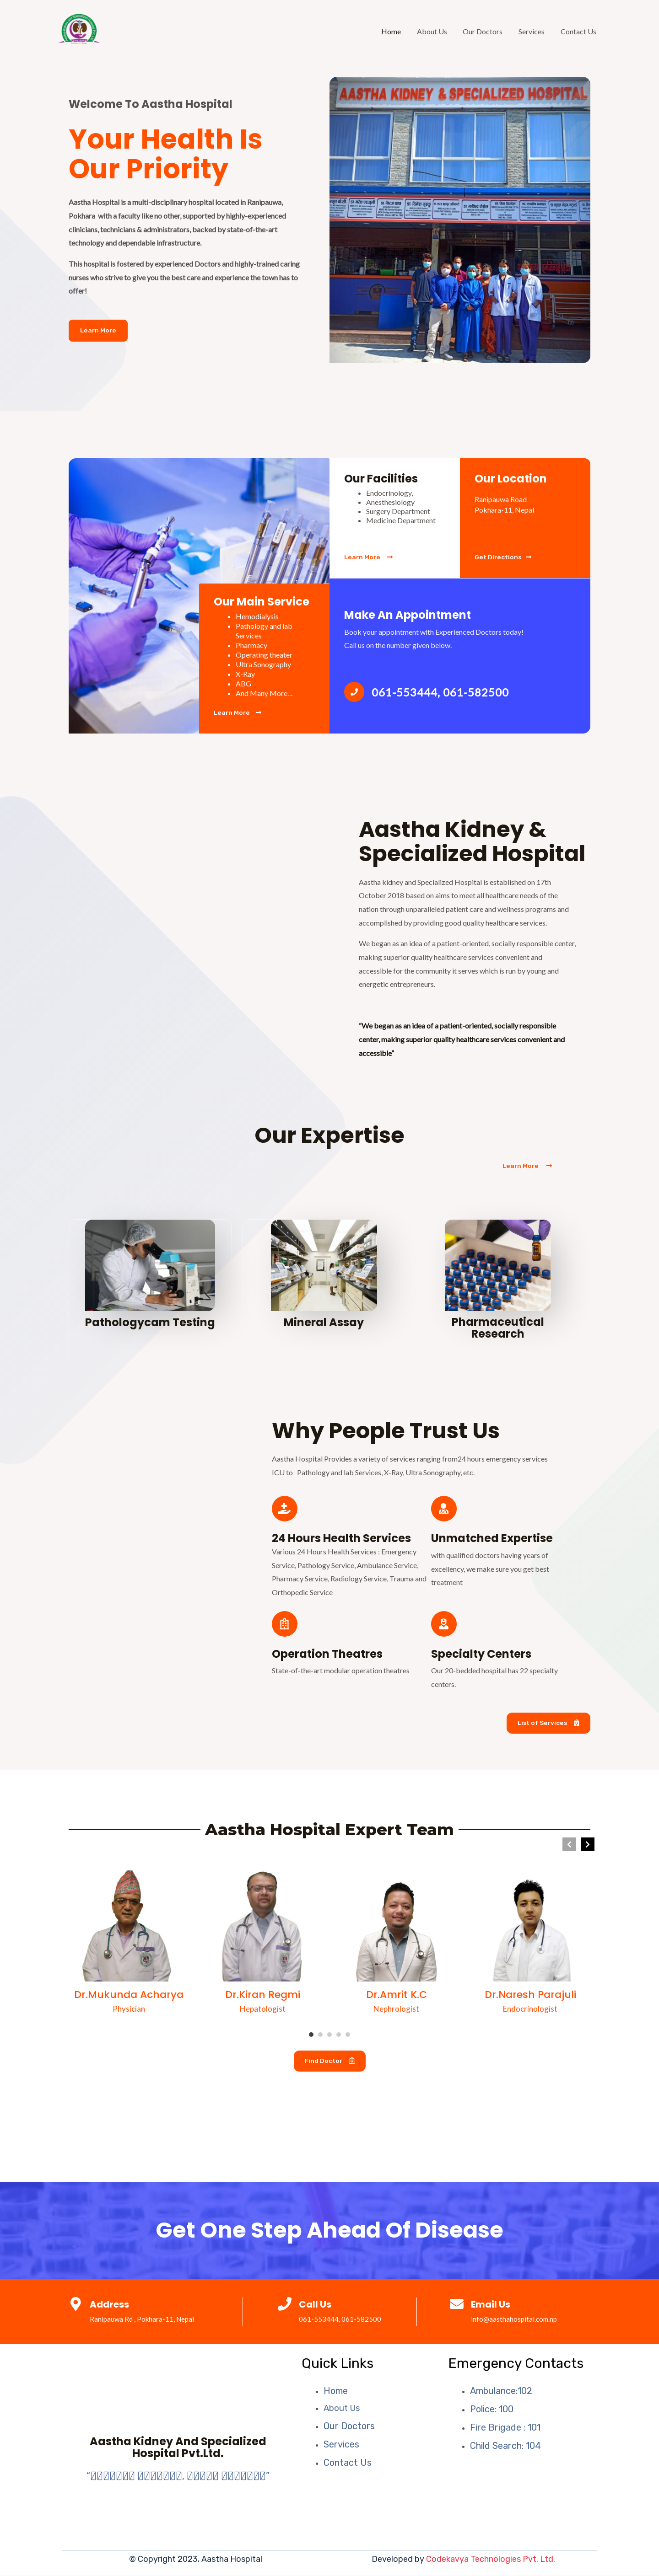 Home About Us Our Doctors Services Contact Us
Welcome To Aastha Hospital
Your Health Is
Our Priority
Aastha Hospital is a multi-disciplinary hospital located in Ranipauwa,
Pokhara with a faculty like no other, supported by highly-experienced
clinicians, technicians & administrators, backed by state-of-the-art
technology and dependable infrastructure.
This hospital is fostered by experienced Doctors and highly-trained caring
nurses who strive to give you the best care and experience the town has to
offer!
Learn More
AASTHA KIDNEY & SPECIALIZED HOSPITAL
Our Facilities
Endocrinology,
Anesthesiology
Surgery Department
Medicine Department
Learn More
Our Location
Ranipauwa Road
Pokhara-11, Nepal
Get Directions
Our Main Service
Hemodialysis
Pathology and lab
Services
Pharmacy
Operating theater
Ultra Sonography
X-Ray
ABG
And Many More…
Learn More
Make An Appointment
Book your appointment with Experienced Doctors today!
Call us on the number given below.
061-553444, 061-582500
Aastha Kidney &
Specialized Hospital
Aastha kidney and Specialized Hospital is established on 17th
October 2018 based on aims to meet all healthcare needs of the
nation through unparalleled patient care and wellness programs and
accomplished by providing good quality healthcare services.
We began as an idea of a patient-oriented, socially responsible center,
making superior quality healthcare services convenient and
accessible for the community it serves which is run by young and
energetic entrepreneurs.
“We began as an idea of a patient-oriented, socially responsible
center, making superior quality healthcare services convenient and
accessible”
Our Expertise
Learn More
Pathologycam Testing
Mineral Assay
Pharmaceutical
Research
Why People Trust Us
Aastha Hospital Provides a variety of services ranging from24 hours emergency services
ICU to Pathology and lab Services, X-Ray, Ultra Sonography, etc.
24 Hours Health Services
Various 24 Hours Health Services : Emergency
Service, Pathology Service, Ambulance Service,
Pharmacy Service, Radiology Service, Trauma and
Orthopedic Service
Unmatched Expertise
with qualified doctors having years of
excellency, we make sure you get best
treatment
Operation Theatres
State-of-the-art modular operation theatres
Specialty Centers
Our 20-bedded hospital has 22 specialty
centers.
List of Services
Aastha Hospital Expert Team
Dr.Mukunda Acharya
Physician
Dr.Kiran Regmi
Hepatologist
Dr.Amrit K.C
Nephrologist
Dr.Naresh Parajuli
Endocrinologist
Find Doctor
Get One Step Ahead Of Disease
Address
Ranipauwa Rd , Pokhara-11, Nepal
Call Us
061-553444, 061-582500
Email Us
info@aasthahospital.com.np
Aastha Kidney And Specialized
Hospital Pvt.Ltd.
Quick Links
Home
About Us
Our Doctors
Services
Contact Us
Emergency Contacts
Ambulance:102
Police: 100
Fire Brigade : 101
Child Search: 104
© Copyright 2023, Aastha Hospital
Developed by Codekavya Technologies Pvt. Ltd.